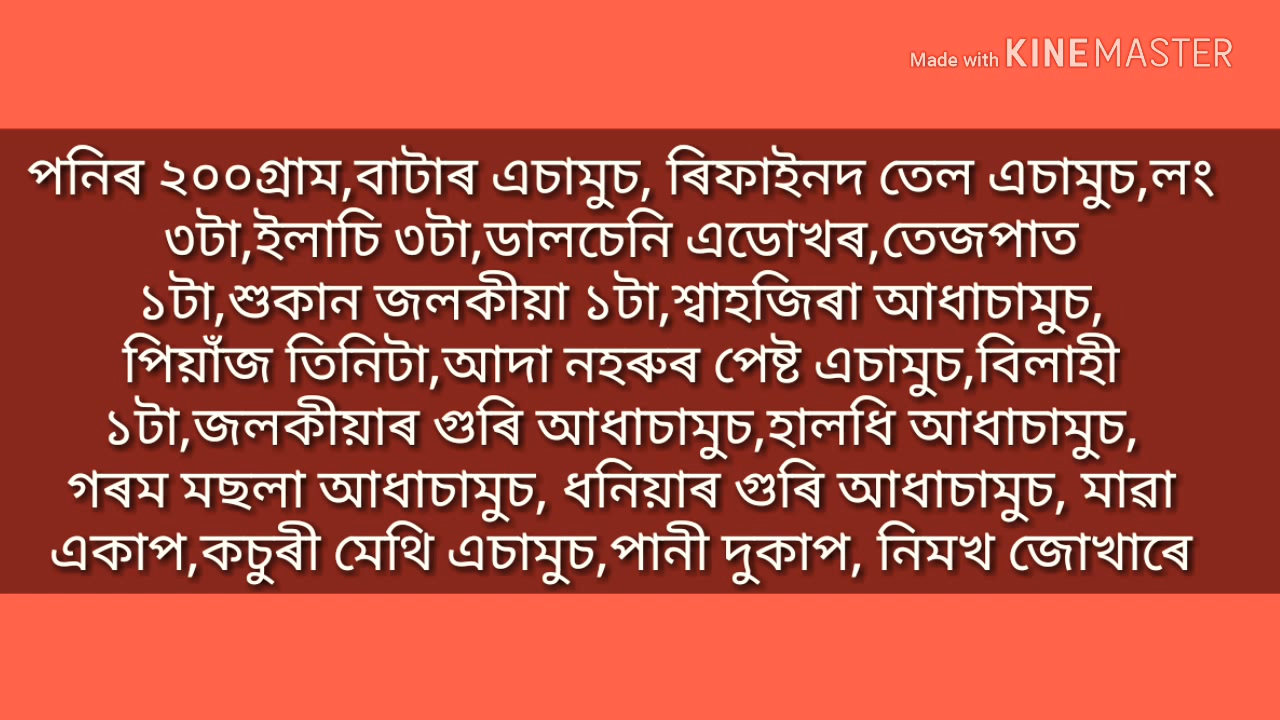 Made with KINEMASTER
পনিৰ ২০০গ্ৰাম,বাটাৰ এচামুচ, ৰিফাইনদ তেল এচামুচ,লং
৩টা,ইলাচি ৩টা,ডালচেনি এডোখৰ,তেজপাত
১টা,শুকান জলকীয়া ১টা,শ্বাহজিৰা আধাচামুচ,
পিয়াঁজ তিনিটা,আদা নহৰুৰ পেষ্ট এচামুচ,বিলাহী
১টা,জলকীয়াৰ গুৰি আধাচামুচ,হালধি আধাচামুচ,
গৰম মছলা আধাচামুচ, ধনিয়াৰ গুৰি আধাচামুচ, মাৱা
একাপ,কচুৰী মেথি এচামুচ,পানী দুকাপ, নিমখ জোখাৰে